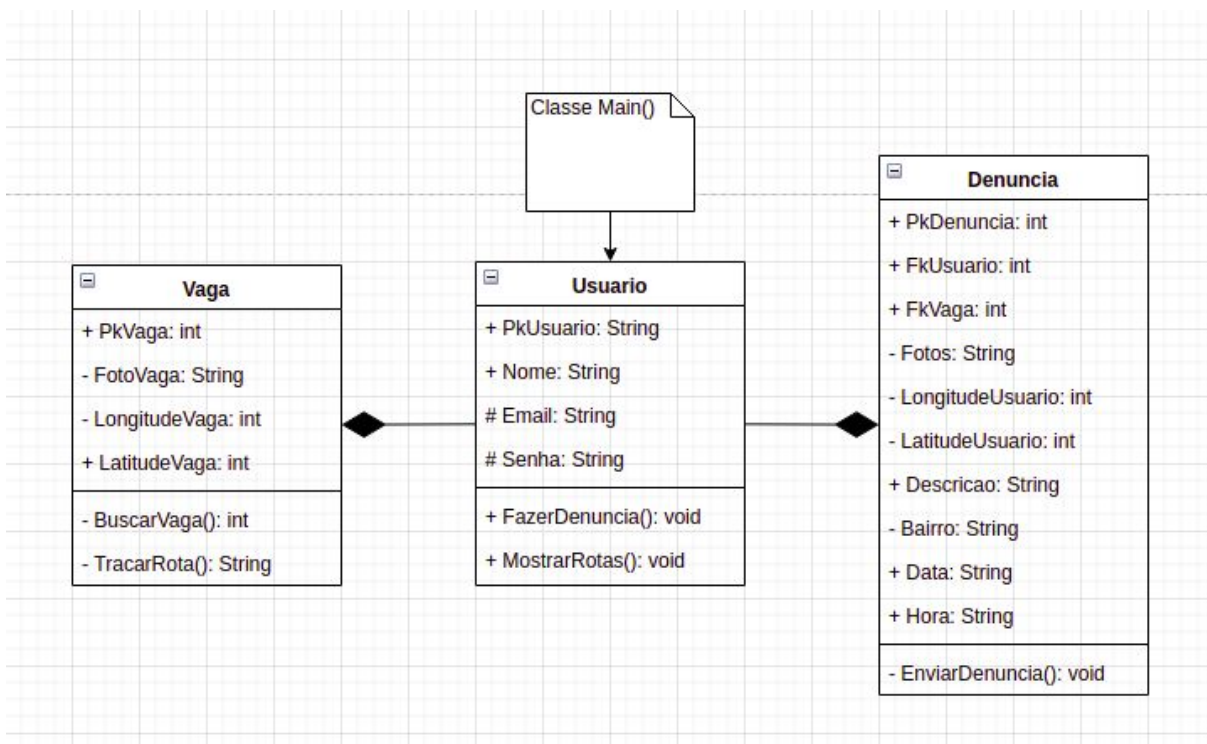 Classe Main()
Vaga
+ PkVaga: int
- FotoVaga: String
- LongitudeVaga: int
+ LatitudeVaga: int
- BuscarVaga(): int
- TracarRota(): String
Usuario
+ PkUsuario: String
+ Nome: String
# Email: String
# Senha: String
+ FazerDenuncia(): void
+ MostrarRotas(): void
Denuncia
+ PkDenuncia: int
+ FkUsuario: int
+ FkVaga: int
- Fotos: String
- LongitudeUsuario: int
- LatitudeUsuario: int
+ Descricao: String
- Bairro: String
+ Data: String
+ Hora: String
- EnviarDenuncia(): void